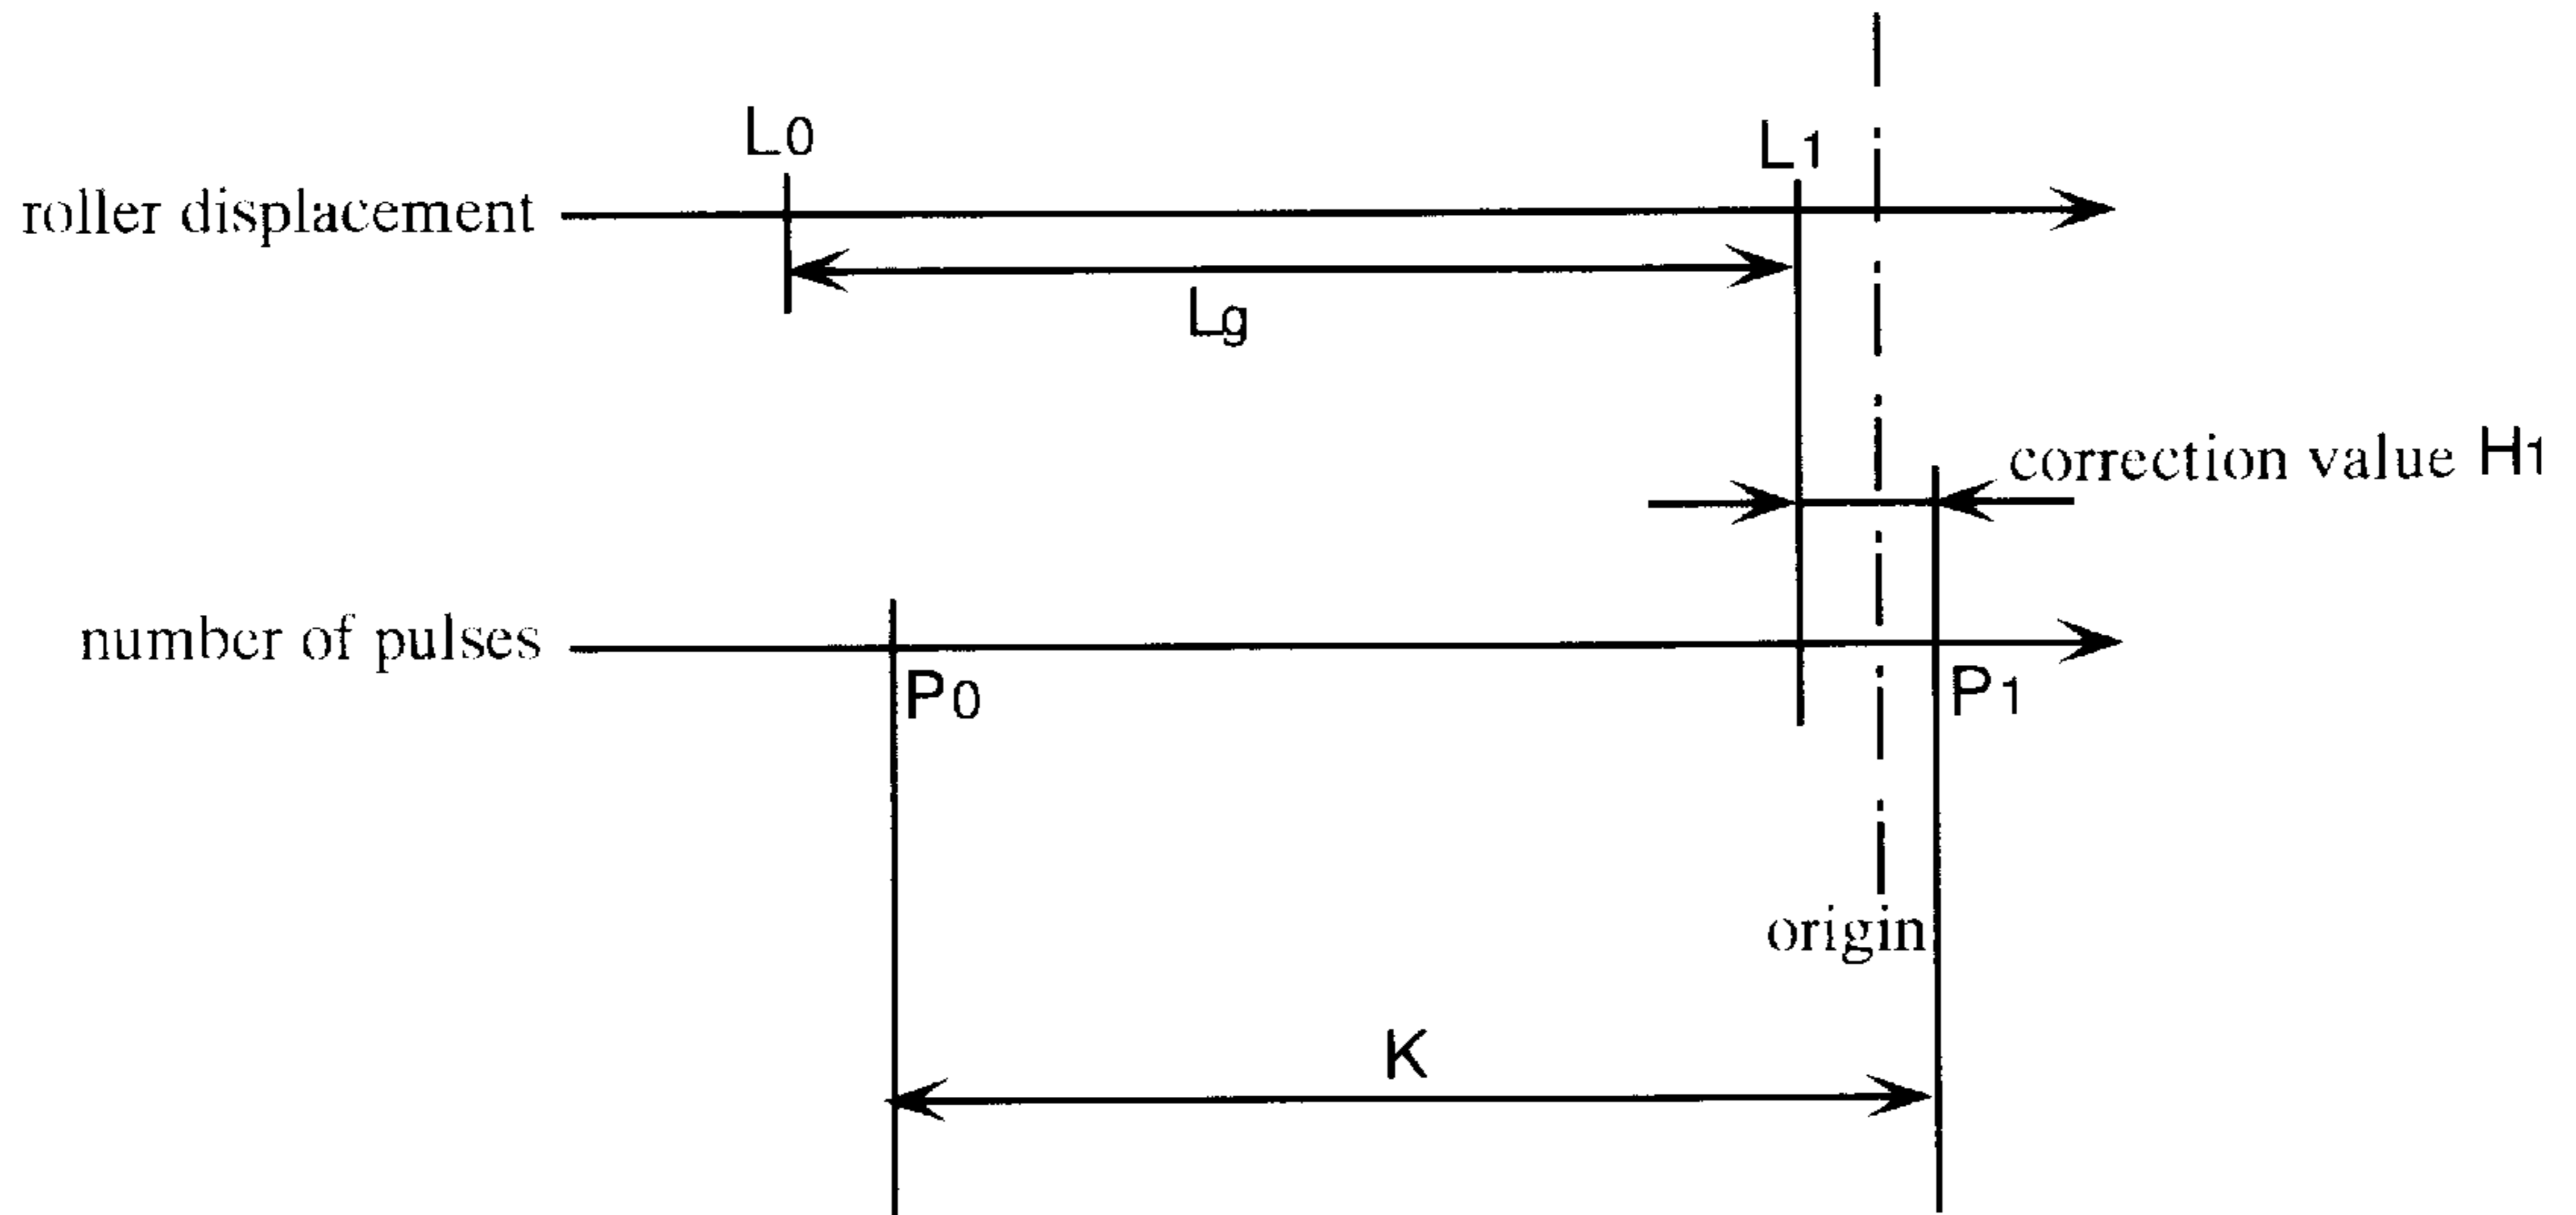 L0
L1
roller displacement
Lg
correction value H1
number of pulses
P0
P1
origin
K